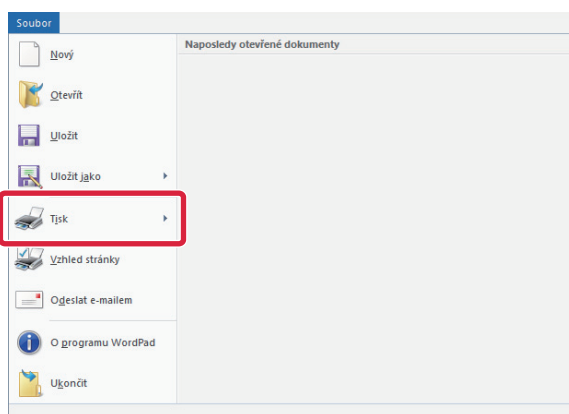 Soubor
Nový
Naposledy otevřené dokumenty
Otevřít
Uložit
Uložit jako
Tisk
Vzhled stránky
Odeslat e-mailem
O programu WordPad
Ukončit